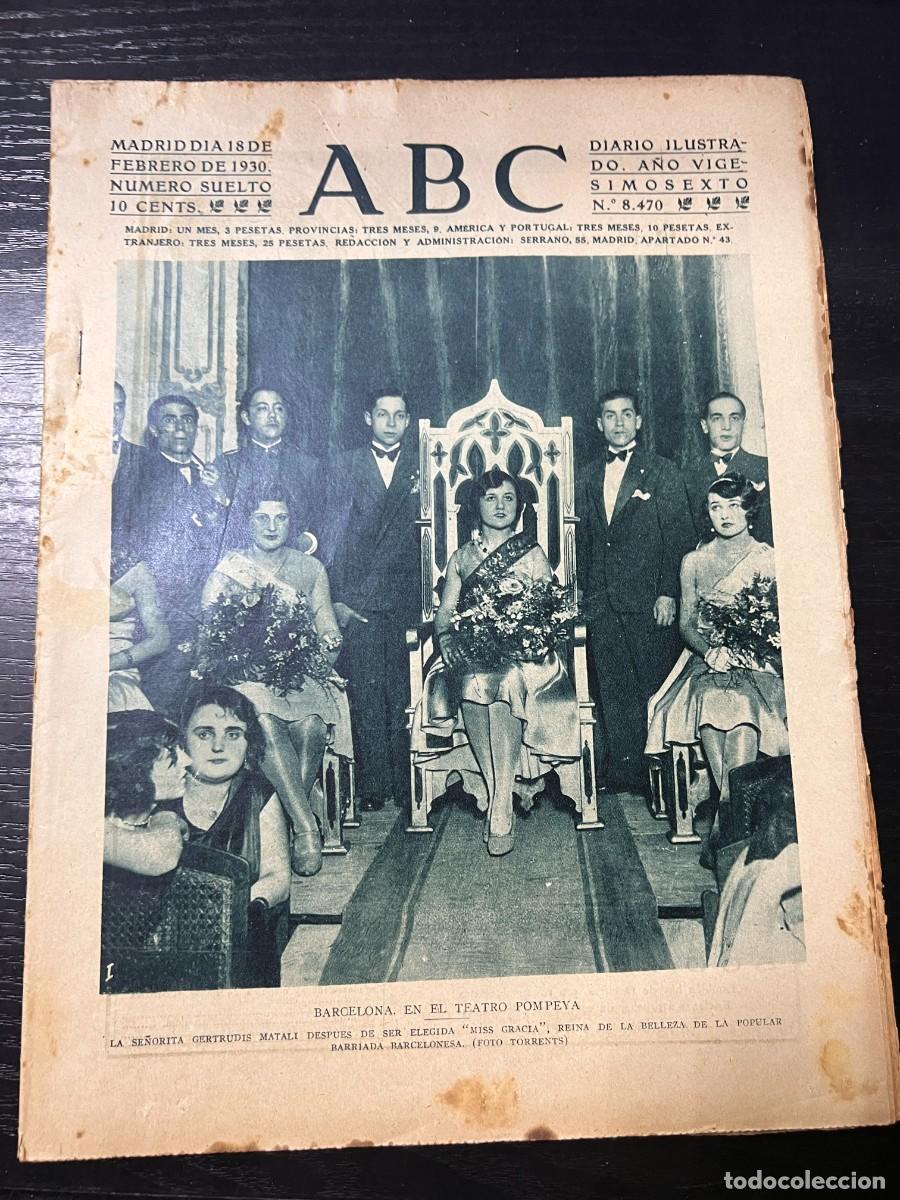 MADRID DIA 18 DE
FEBRERO DE 1930.
NUMERO SUELTO
10 CENTS.
ABC
DIARIO ILUSTRA-
DO. AÑO VIGE-
SIMOSEXTO
N.º 8.470
MADRID: UN MES, 3 PESETAS. PROVINCIAS: TRES MESES, 9. AMERICA Y PORTUGAL: TRES MESES, 10 PESETAS. EX-
TRANJERO: TRES MESES, 25 PESETAS. REDACCION Y ADMINISTRACION: SERRANO, 55, MADRID. APARTADO N.º 43
I
BARCELONA. EN EL TEATRO POMPEYA
LA SEÑORITA GERTRUDIS MATALI DESPUES DE SER ELEGIDA "MISS GRACIA", REINA DE LA BELLEZA DE LA POPULAR
BARRIADA BARCELONESA. (FOTO TORRENTS)
todocoleccion